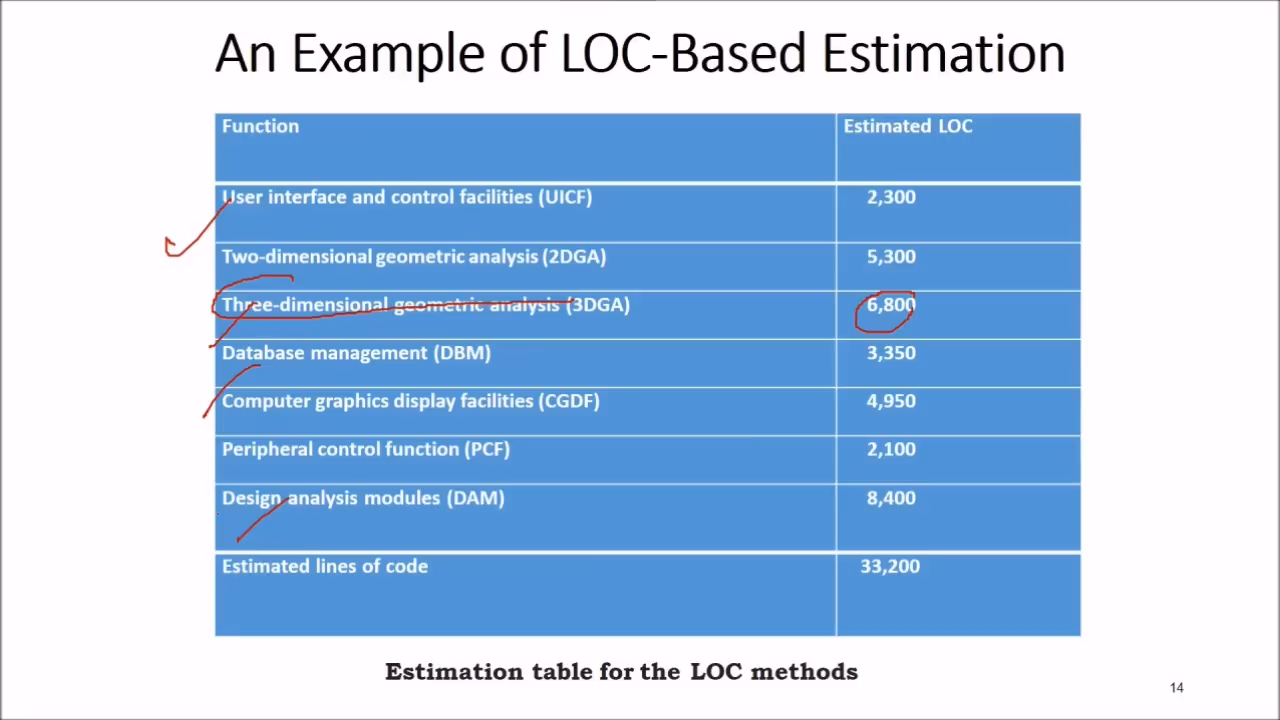 An Example of LOC-Based Estimation
Function Estimated LOC
User interface and control facilities (UICF) 2,300
Two-dimensional geometric analysis (2DGA) 5,300
Three-dimensional geometric analysis (3DGA) 6,800
Database management (DBM) 3,350
Computer graphics display facilities (CGDF) 4,950
Peripheral control function (PCF) 2,100
Design analysis modules (DAM) 8,400
Estimated lines of code 33,200
Estimation table for the LOC methods
14